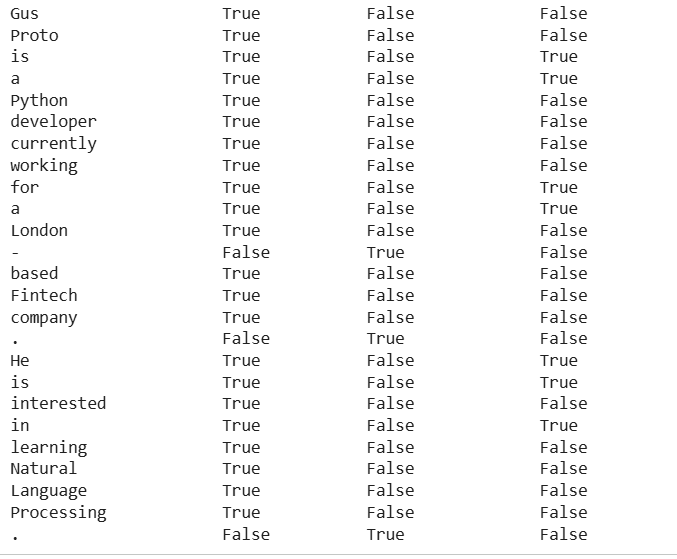 Gus True False False
Proto True False False
is True False True
a True False True
Python True False False
developer True False False
currently True False False
working True False False
for True False True
a True False True
London True False False
- False True False
based True False False
Fintech True False False
company True False False
. False True False
He True False True
is True False True
interested True False False
in True False True
learning True False False
Natural True False False
Language True False False
Processing True False False
. False True False